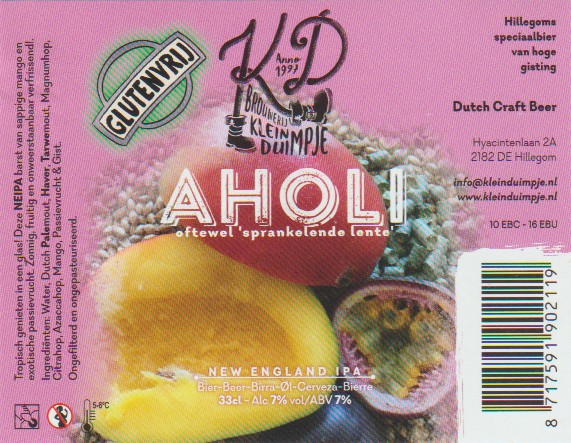 Tropisch genieten in een glas! Deze NEIPA barst van sappige mango en
exotische passievrucht. Zonnig, fruitig en onweerstaanbaar verfrissend!.
Ingrediënten: Water, Dutch Palemout, Haver, Tarwemout, Magnumhop,
Citrahop, Azaccahop, Mango, Passievrucht & Gist.
Ongefilterd en ongepasteuriseerd.
5-6°C
GLUTENVRIJ
KD
Anno
1997
BROUWERIJ
KLEIN
DUIMPJE
AHOLI
oftewel 'sprankelende lente'
NEW ENGLAND IPA
Bier-Beer-Birra-Øl-Cerveza-Bierre
33cl - Alc 7% vol/ABV 7%
Hillegoms
speciaalbier
van hoge
gisting
Dutch Craft Beer
Hyacintenlaan 2A
2182 DE Hillegom
info@kleinduimpje.nl
www.kleinduimpje.nl
10 EBC - 16 EBU
8 717591 902119